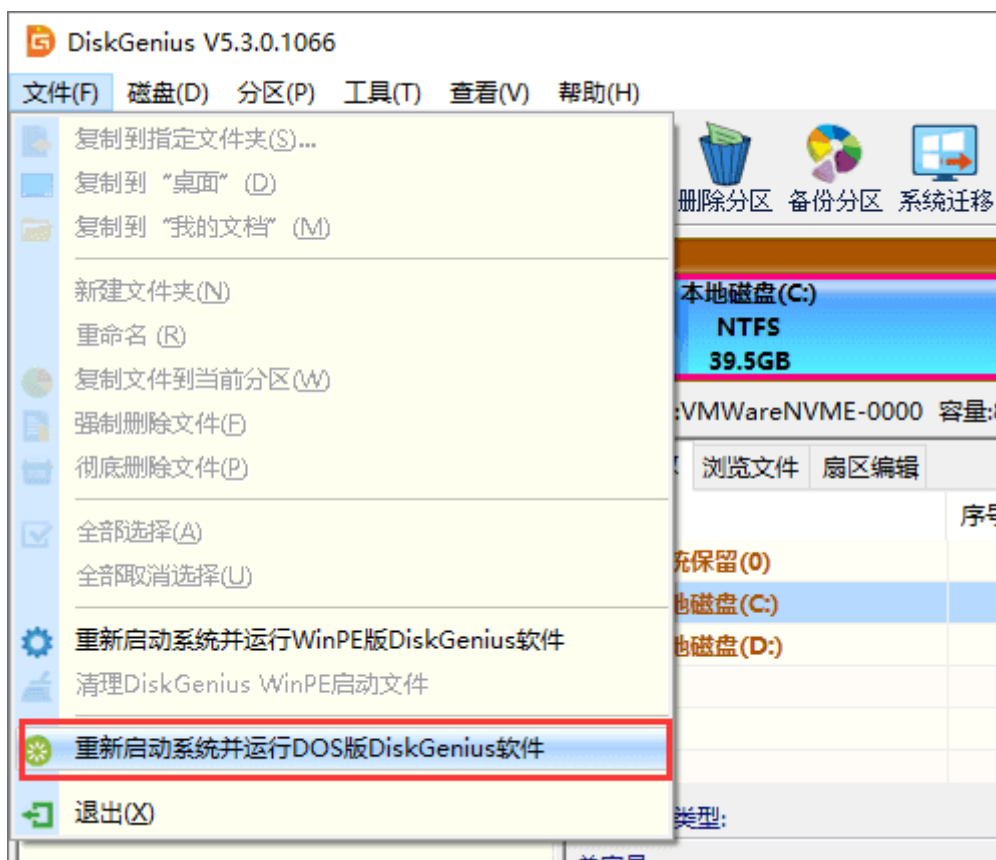 DiskGenius V5.3.0.1066
文件(F) 磁盘(D) 分区(P) 工具(T) 查看(V) 帮助(H)
复制到指定文件夹(S)...
复制到 “桌面” (D)
复制到 “我的文档” (M)
新建文件夹(N)
重命名 (R)
复制文件到当前分区(W)
强制删除文件(F)
彻底删除文件(P)
全部选择(A)
全部取消选择(U)
重新启动系统并运行WinPE版DiskGenius软件
清理DiskGenius WinPE启动文件
重新启动系统并运行DOS版DiskGenius软件
退出(X)
删除分区 备份分区 系统迁移
本地磁盘(C:)
NTFS
39.5GB
:VMWareNVME-0000 容量:
浏览文件 扇区编辑
序号
统保留(0)
地磁盘(C:)
地磁盘(D:)
类型: